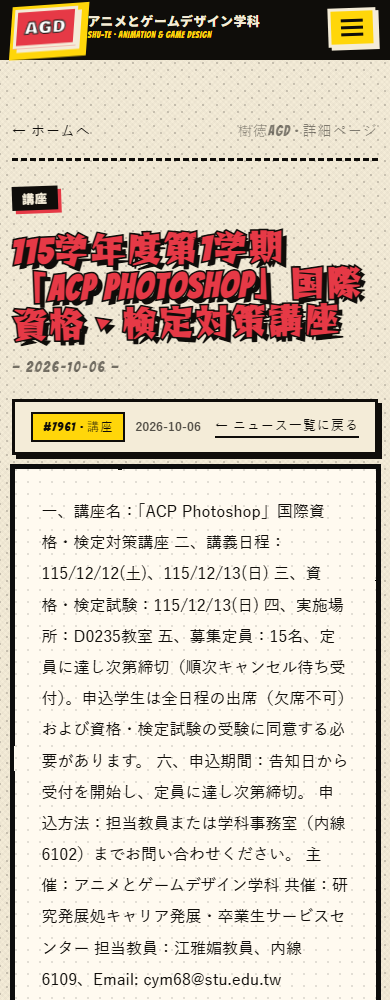 AGD
アニメとゲームデザイン学科
SHU-TE · ANIMATION & GAME DESIGN
← ホームへ
樹徳AGD · 詳細ページ
講座
115学年度第1学期
「ACP PHOTOSHOP」国際
資格・検定対策講座
— 2026-10-06 —
#7961 · 講座
2026-10-06
← ニュース一覧に戻る
一、講座名：「ACP Photoshop」国際資
格・検定対策講座 二、講義日程：
115/12/12(土)、115/12/13(日) 三、資
格・検定試験：115/12/13(日) 四、実施場
所：D0235教室 五、募集定員：15名、定
員に達し次第締切（順次キャンセル待ち受
付）。申込学生は全日程の出席（欠席不可）
および資格・検定試験の受験に同意する必
要があります。 六、申込期間：告知日から
受付を開始し、定員に達し次第締切。 申
込方法：担当教員または学科事務室（内線
6102）までお問い合わせください。 主
催：アニメとゲームデザイン学科 共催：研
究発展処キャリア発展・卒業生サービスセ
ンター 担当教員：江雅媚教員、内線
6109、Email: cym68@stu.edu.tw